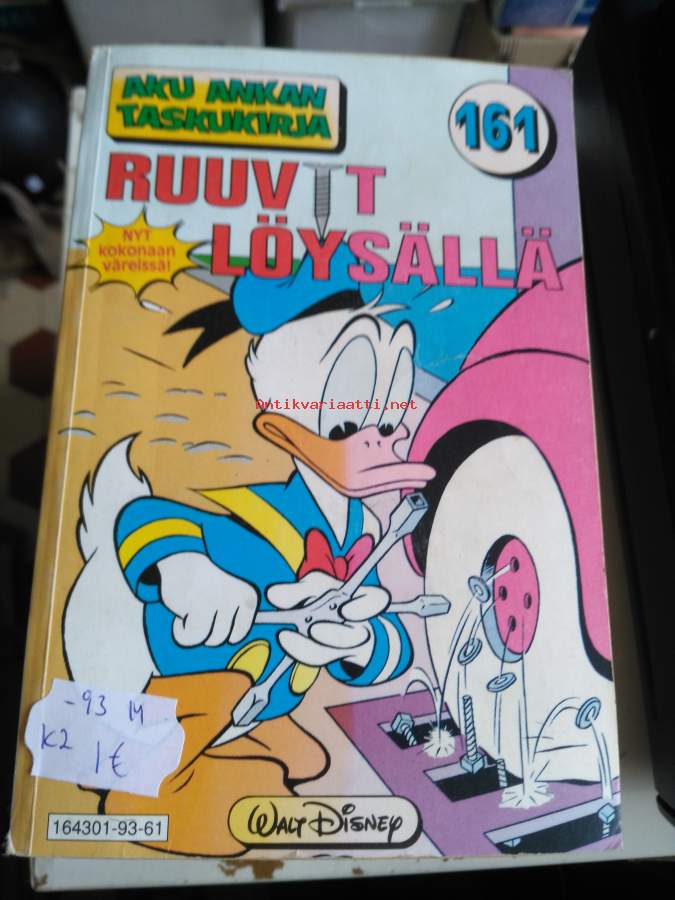 AKU ANKAN
TASKUKIRJA
161
RUUVIT
LÖYSÄLLÄ
NYT
kokonaan
väreissä!
Antikvariaatti.net
-93 M
K2 1€
164301-93-61
WALT DISNEY